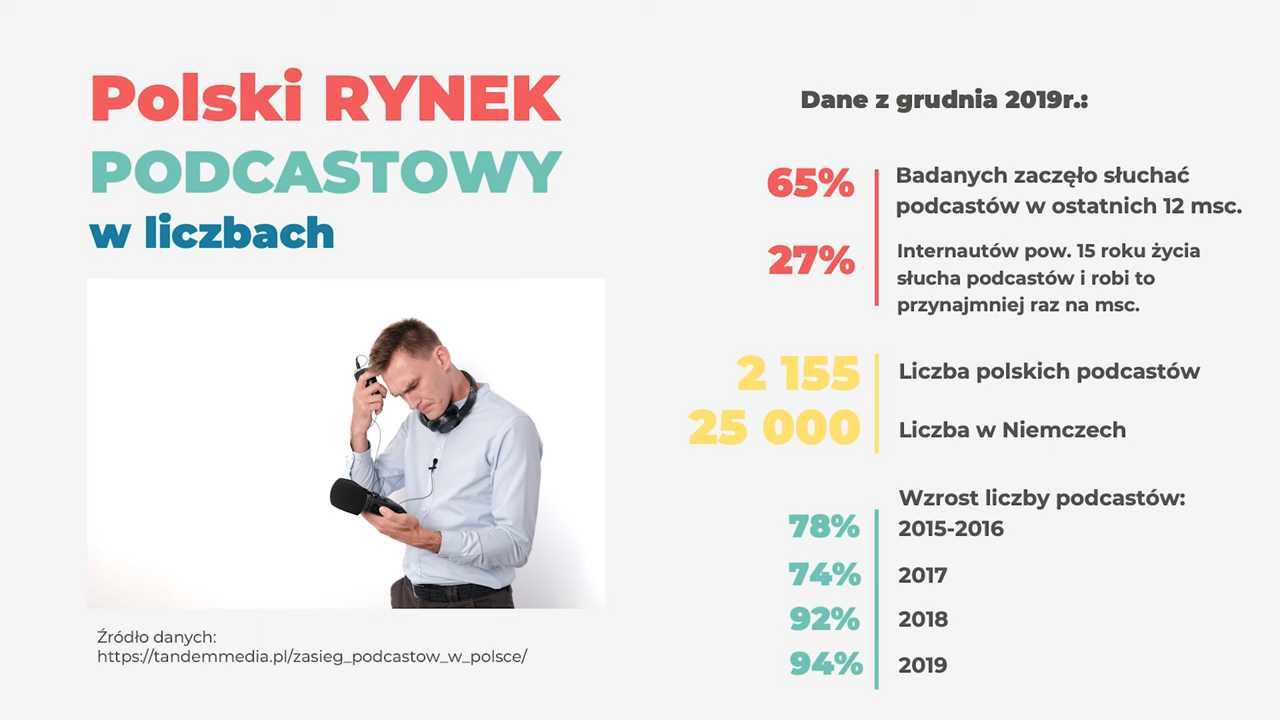 Polski RYNEK
PODCASTOWY
w liczbach
Źródło danych:
https://tandemmedia.pl/zasieg_podcastow_w_polsce/
Dane z grudnia 2019r.:
65% Badanych zaczęło słuchać
podcastów w ostatnich 12 msc.
27% Internautów pow. 15 roku życia
słucha podcastów i robi to
przynajmniej raz na msc.
2 155 Liczba polskich podcastów
25 000 Liczba w Niemczech
Wzrost liczby podcastów:
78% 2015-2016
74% 2017
92% 2018
94% 2019